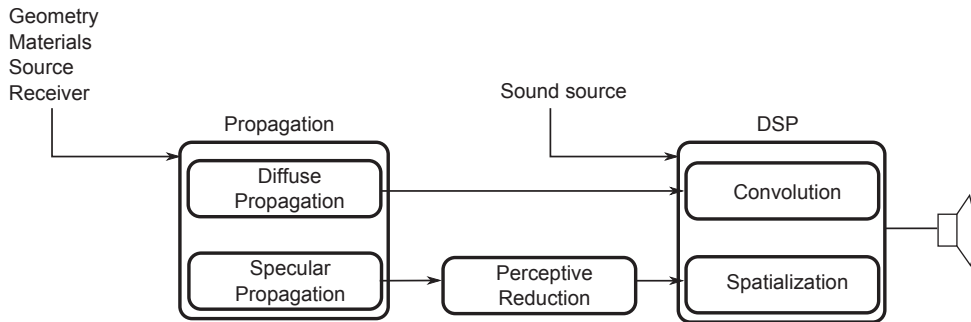 Geometry
Materials
Source
Receiver
Sound source
Propagation
DSP
Diffuse
Propagation
Convolution
Specular
Propagation
Perceptive
Reduction
Spatialization